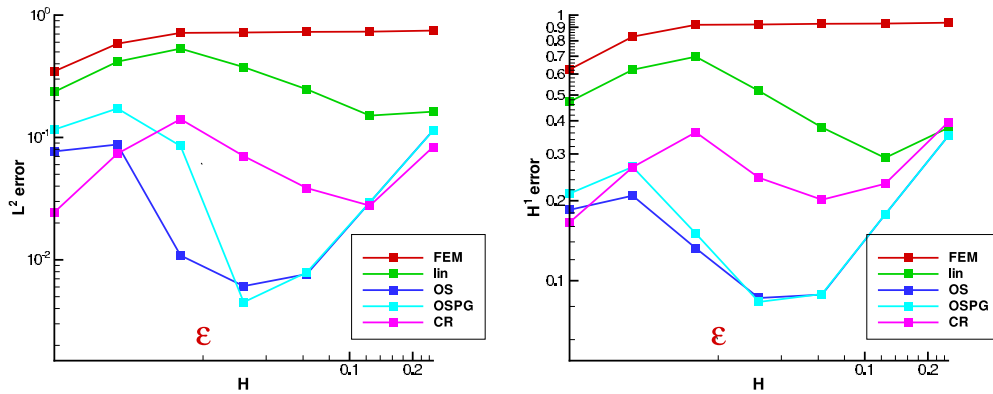 10⁰
10⁻¹
10⁻²
L² error
ε
0.1
0.2
H
FEM
lin
OS
OSPG
CR
1
0.9
0.8
0.7
0.6
0.5
0.4
0.3
0.2
0.1
H¹ error
ε
0.1
0.2
H
FEM
lin
OS
OSPG
CR